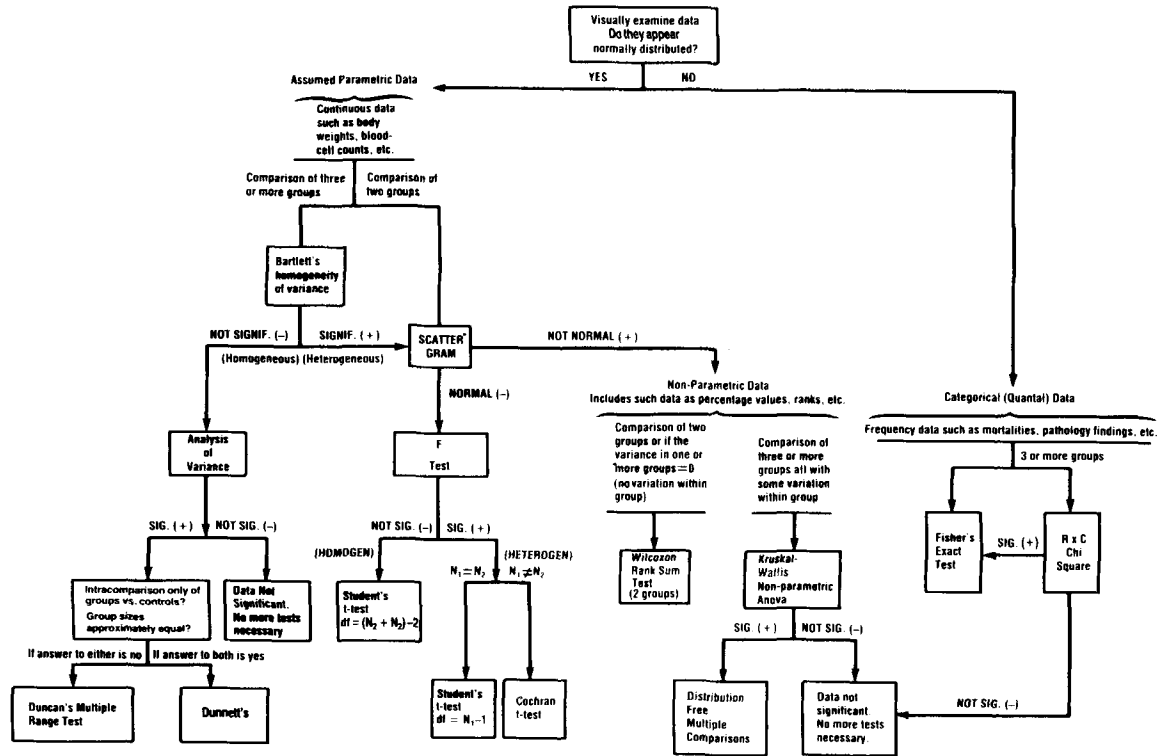 Visually examine data
Do they appear
normally distributed?
YES
NO
Assumed Parametric Data
Continuous data
such as body
weights, blood-
cell counts, etc.
Comparison of three
or more groups
Comparison of
two groups
Bartlett's
homogeneity
of variance
NOT SIGNIF. (–)
SIGNIF. (+)
(Homogeneous) (Heterogeneous)
SCATTER-
GRAM
NOT NORMAL (+)
NORMAL (–)
Non-Parametric Data
Includes such data as percentage values, ranks, etc.
Comparison of two
groups or if the
variance in one or
more groups = 0
(no variation within
group)
Comparison of
three or more
groups all with
some variation
within group
Categorical (Quantal) Data
Frequency data such as mortalities, pathology findings, etc.
3 or more groups
Analysis
of
Variance
F
Test
SIG. (+)
NOT SIG. (–)
NOT SIG. (–)
SIG. (+)
(HOMOGEN)
(HETEROGEN)
N₁ = N₂
N₁ ≠ N₂
Wilcoxon
Rank Sum
Test
(2 groups)
Kruskal-
Wallis
Non-parametric
Anova
Fisher's
Exact
Test
SIG. (+)
R x C
Chi
Square
Intracomparison only of
groups vs. controls?
Group sizes
approximately equal?
Data Not
Significant.
No more tests
necessary
Student's
t-test
df = (N₂ + N₂)–2
SIG. (+)
NOT SIG. (–)
If answer to either is no
If answer to both is yes
Duncan's Multiple
Range Test
Dunnett's
Student's
t-test
df = N₁–1
Cochran
t-test
Distribution
Free
Multiple
Comparisons
Data not
significant.
No more tests
necessary.
NOT SIG. (–)